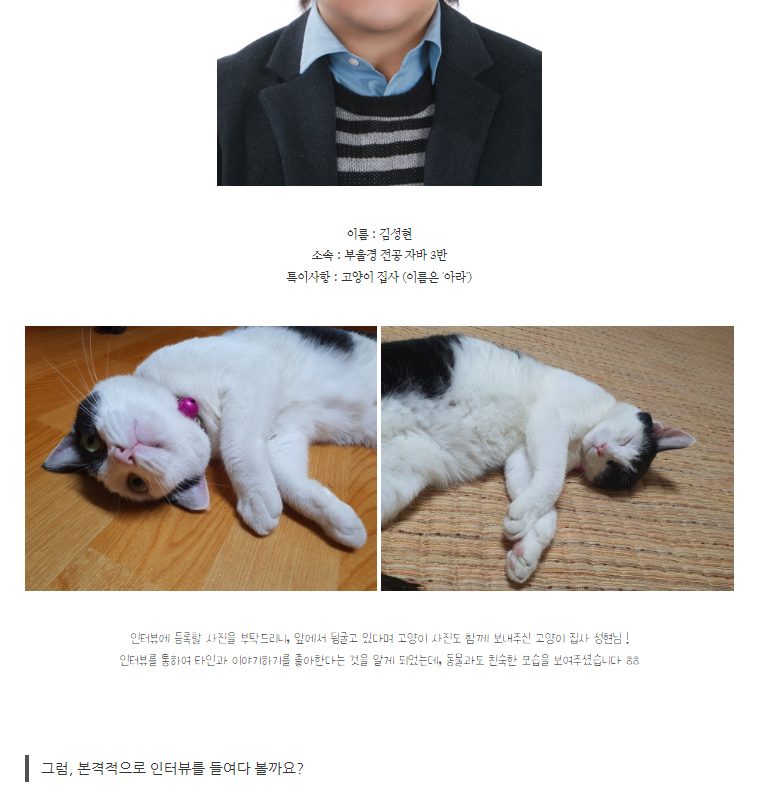 이름 : 김성현
소속 : 부울경 전공 자바 3반
특이사항 : 고양이 집사 (이름은 '아라')
인터뷰에 등록할 사진을 부탁드리니, 앞에서 뒹굴고 있다며 고양이 사진도 함께 보내주신 고양이 집사 성현님 !
인터뷰를 통하여 타인과 이야기하기를 좋아한다는 것을 알게 되었는데, 동물과도 친숙한 모습을 보여주셨습니다 ㅎㅎ
그럼, 본격적으로 인터뷰를 들여다 볼까요?